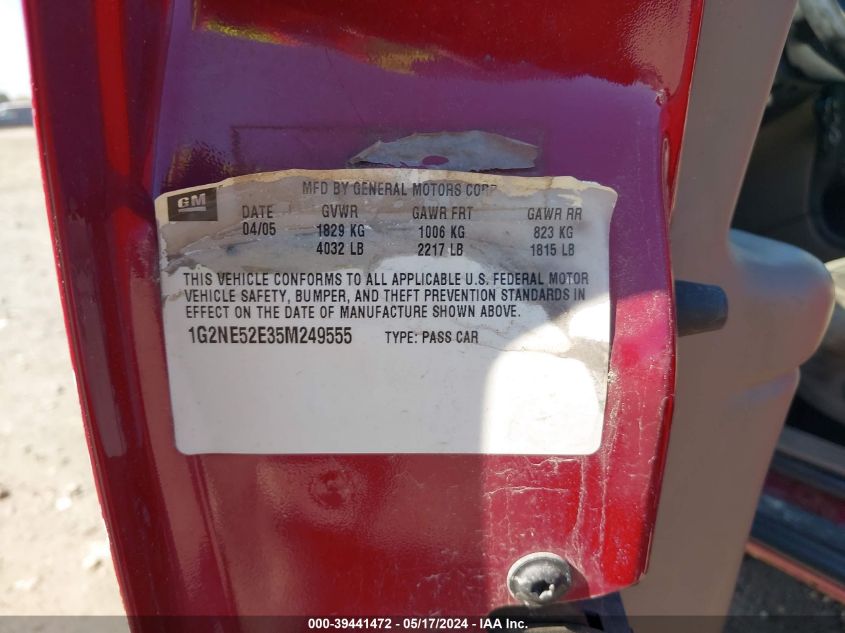 MFD BY GENERAL MOTORS CORP
GM
DATE GVWR GAWR FRT GAWR RR
04/05 1829 KG 1006 KG 823 KG
4032 LB 2217 LB 1815 LB
THIS VEHICLE CONFORMS TO ALL APPLICABLE U.S. FEDERAL MOTOR
VEHICLE SAFETY, BUMPER, AND THEFT PREVENTION STANDARDS IN
EFFECT ON THE DATE OF MANUFACTURE SHOWN ABOVE.
1G2NE52E35M249555 TYPE: PASS CAR
000-39441472 - 05/17/2024 - IAA Inc.